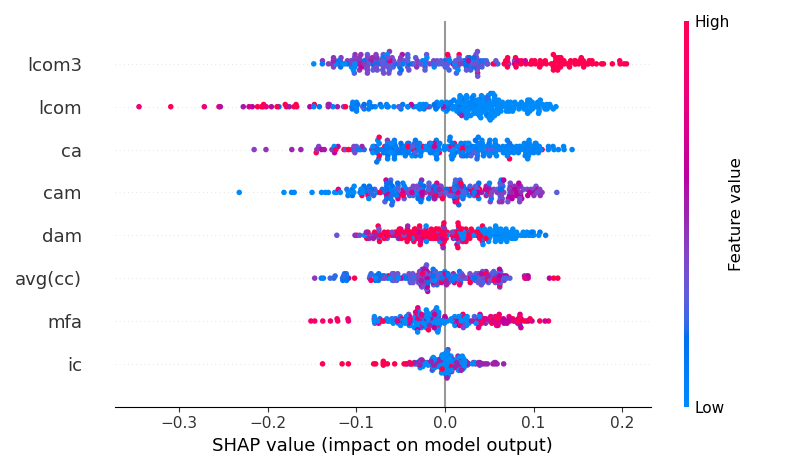 High
lcom3
lcom
ca
cam
dam
avg(cc)
mfa
ic
Feature value
Low
−0.3 −0.2 −0.1 0.0 0.1 0.2
SHAP value (impact on model output)